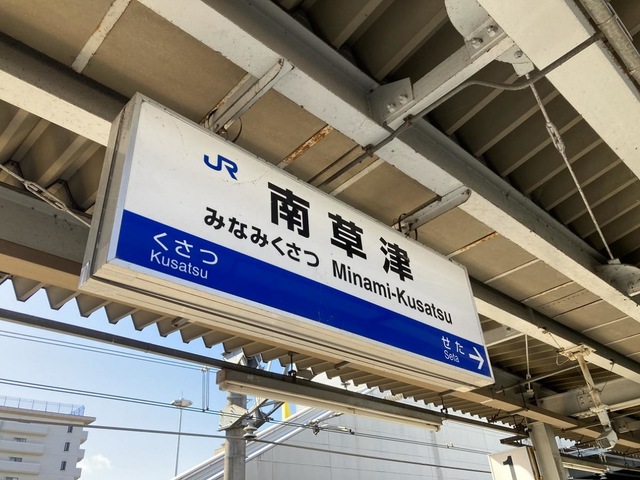 JR
南草津
みなみくさつ Minami-Kusatsu
くさつ
Kusatsu
せた
Seta
→